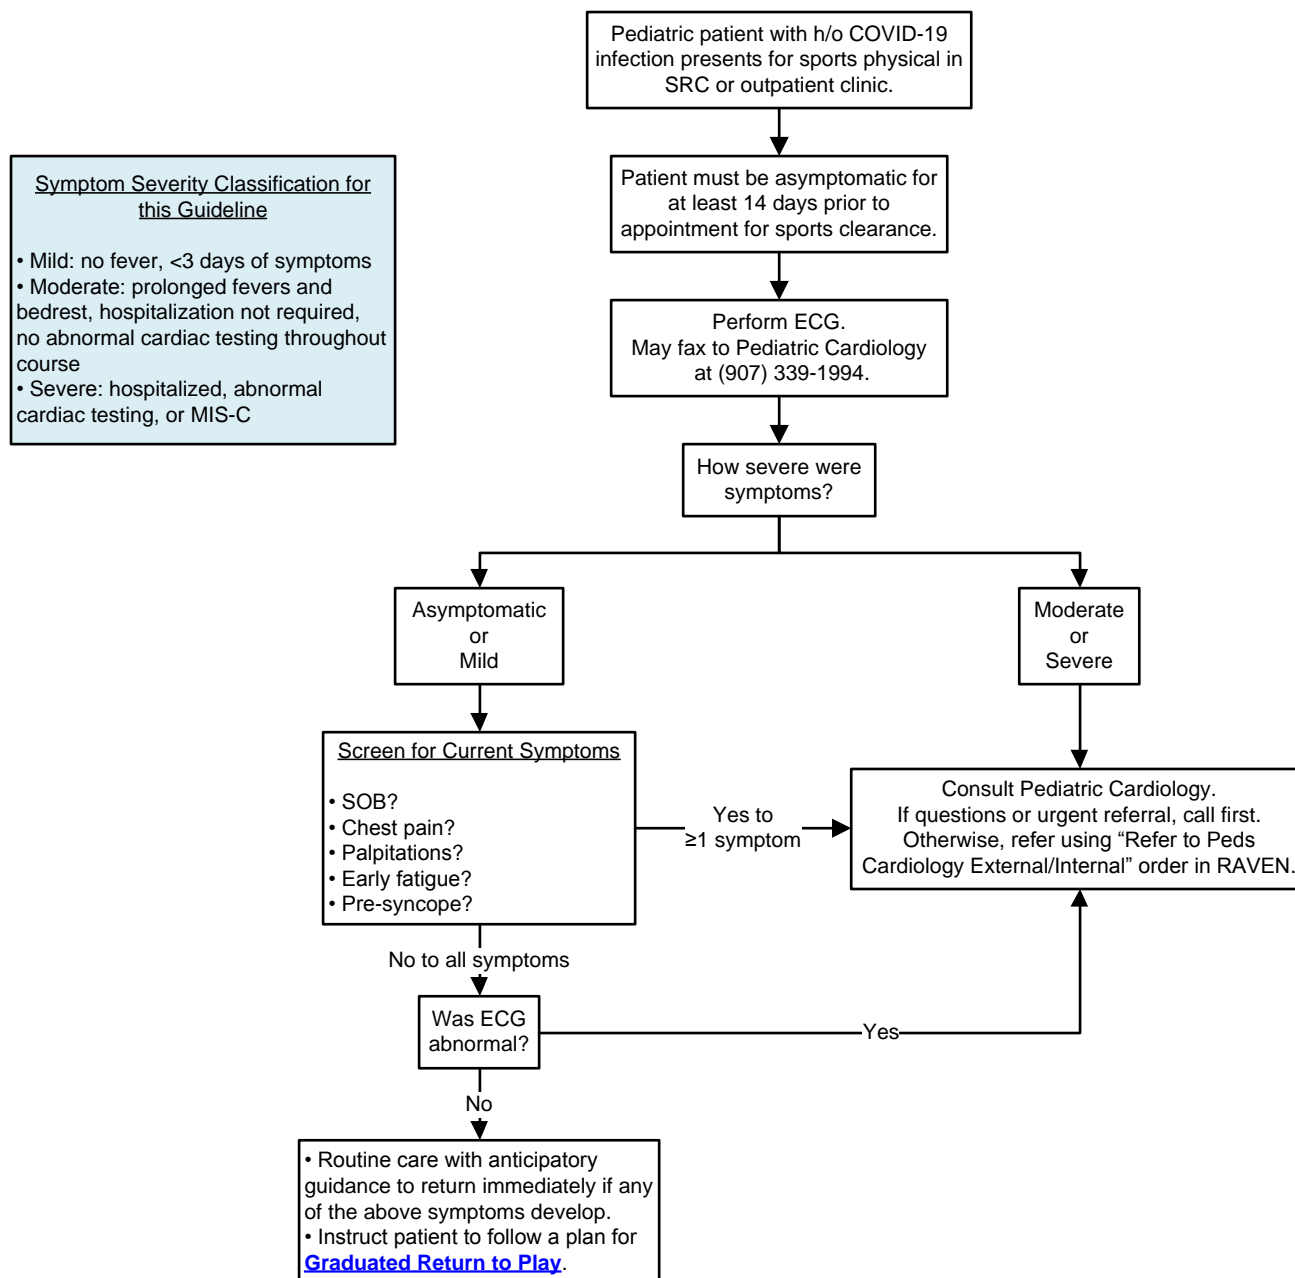 Pediatric patient with h/o COVID-19
infection presents for sports physical in
SRC or outpatient clinic.
Symptom Severity Classification for
this Guideline
• Mild: no fever, <3 days of symptoms
• Moderate: prolonged fevers and
bedrest, hospitalization not required,
no abnormal cardiac testing throughout
course
• Severe: hospitalized, abnormal
cardiac testing, or MIS-C
Patient must be asymptomatic for
at least 14 days prior to
appointment for sports clearance.
Perform ECG.
May fax to Pediatric Cardiology
at (907) 339-1994.
How severe were
symptoms?
Asymptomatic
or
Mild
Moderate
or
Severe
Screen for Current Symptoms
• SOB?
• Chest pain?
• Palpitations?
• Early fatigue?
• Pre-syncope?
Yes to
≥1 symptom
Consult Pediatric Cardiology.
If questions or urgent referral, call first.
Otherwise, refer using “Refer to Peds
Cardiology External/Internal” order in RAVEN.
No to all symptoms
Was ECG
abnormal?
Yes
No
• Routine care with anticipatory
guidance to return immediately if any
of the above symptoms develop.
• Instruct patient to follow a plan for
Graduated Return to Play.